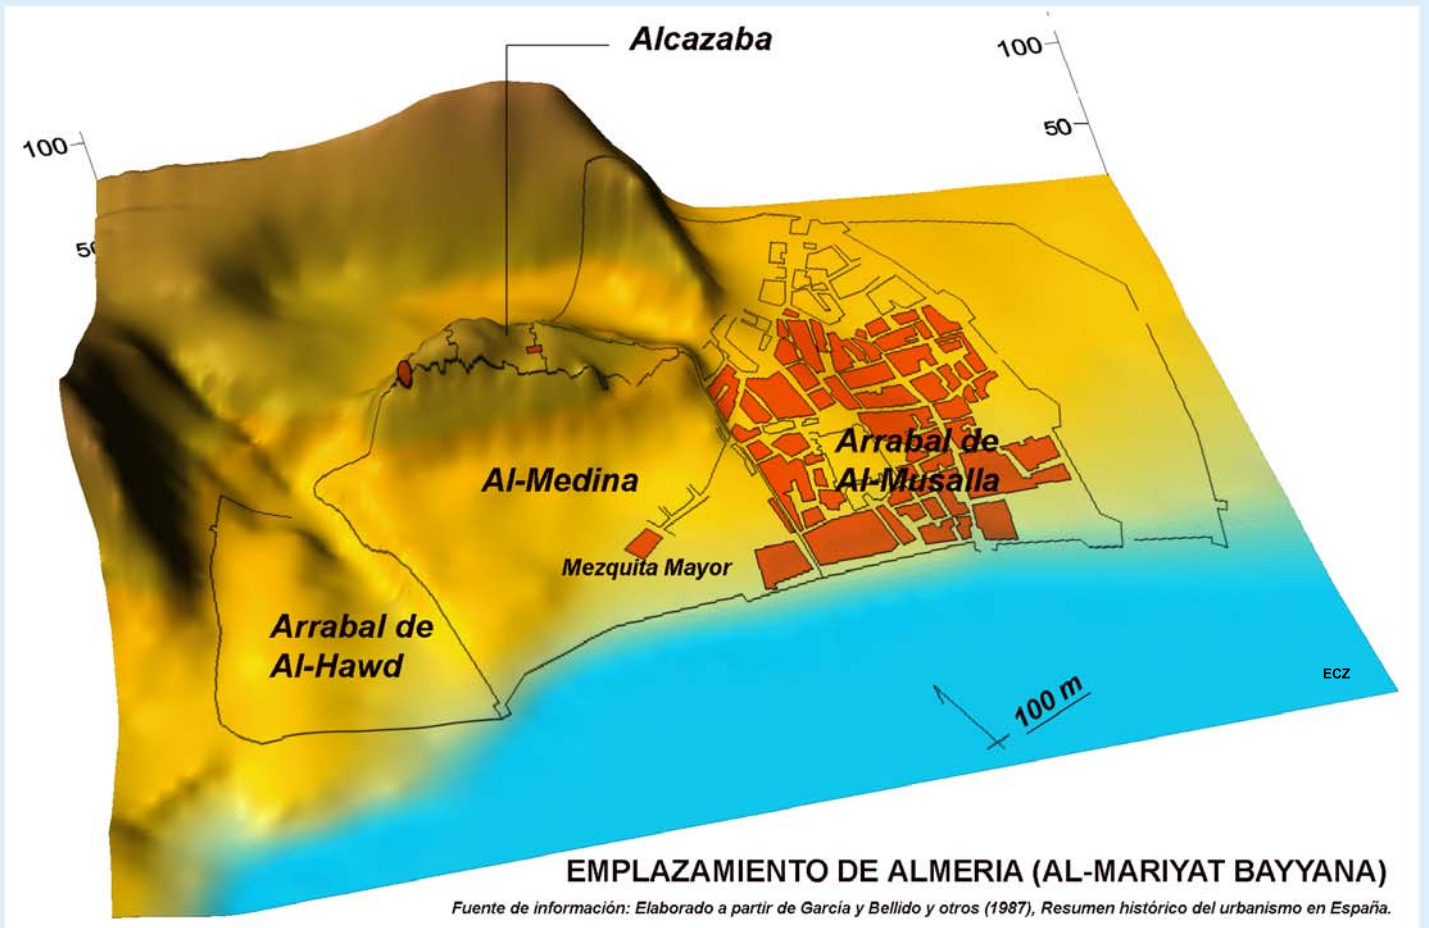 Alcazaba
100
50
100
50
Al-Medina
Arrabal de
Al-Musalla
Mezquita Mayor
Arrabal de
Al-Hawd
ECZ
100 m
EMPLAZAMIENTO DE ALMERIA (AL-MARIYAT BAYYANA)
Fuente de información: Elaborado a partir de García y Bellido y otros (1987), Resumen histórico del urbanismo en España.